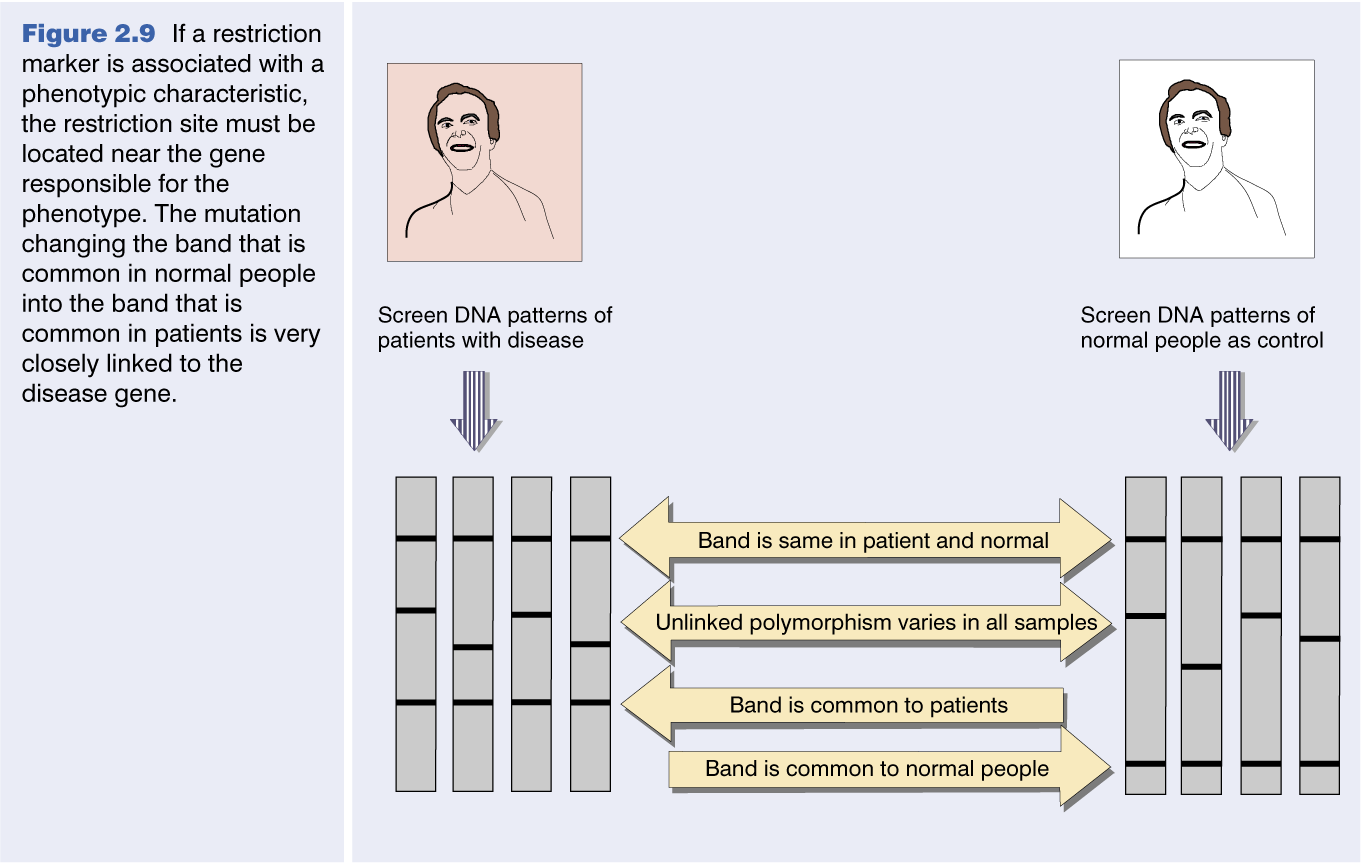 Figure 2.9 If a restriction
marker is associated with a
phenotypic characteristic,
the restriction site must be
located near the gene
responsible for the
phenotype. The mutation
changing the band that is
common in normal people
into the band that is
common in patients is very
closely linked to the
disease gene.
Screen DNA patterns of
patients with disease
Screen DNA patterns of
normal people as control
Band is same in patient and normal
Unlinked polymorphism varies in all samples
Band is common to patients
Band is common to normal people